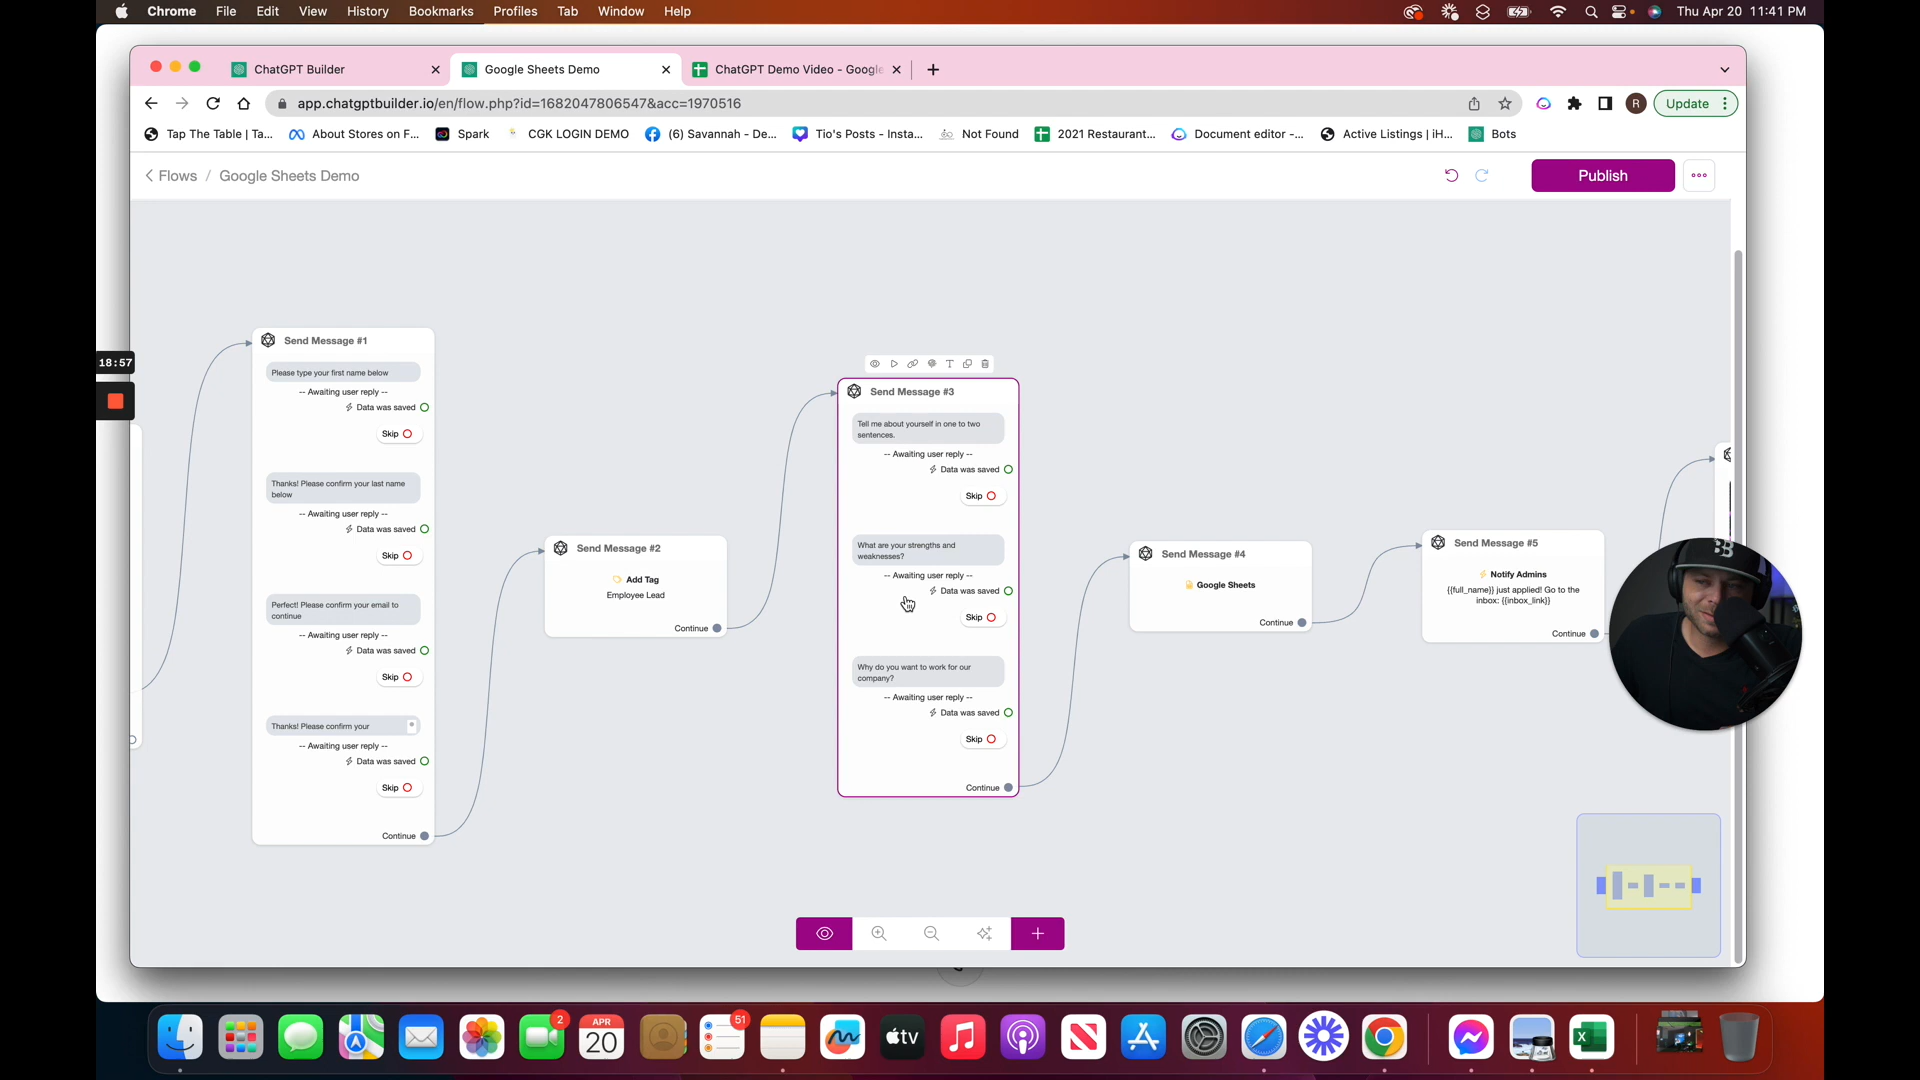 Chrome File Edit View History Bookmarks Profiles Tab Window Help Thu Apr 20 11:41 PM
ChatGPT Builder Google Sheets Demo ChatGPT Demo Video - Google
app.chatgptbuilder.io/en/flow.php?id=1682047806547&acc=1970516 R Update
Tap The Table | Ta... About Stores on F... Spark CGK LOGIN DEMO (6) Savannah - De... Tio's Posts - Insta... Not Found 2021 Restaurant... Document editor -... Active Listings | iH... Bots
Flows / Google Sheets Demo Publish
18:57
Send Message #1
Please type your first name below
-- Awaiting user reply --
Data was saved
Skip
Thanks! Please confirm your last name
below
-- Awaiting user reply --
Data was saved
Skip
Perfect! Please confirm your email to
continue
-- Awaiting user reply --
Data was saved
Skip
Thanks! Please confirm your
-- Awaiting user reply --
Data was saved
Skip
Continue
Send Message #2
Add Tag
Employee Lead
Continue
Send Message #3
Tell me about yourself in one to two
sentences.
-- Awaiting user reply --
Data was saved
Skip
What are your strengths and
weaknesses?
-- Awaiting user reply --
Data was saved
Skip
Why do you want to work for our
company?
-- Awaiting user reply --
Data was saved
Skip
Continue
Send Message #4
Google Sheets
Continue
Send Message #5
Notify Admins
{{full_name}} just applied! Go to the
inbox: {{inbox_link}}
Continue
2
APR
20
51
tv